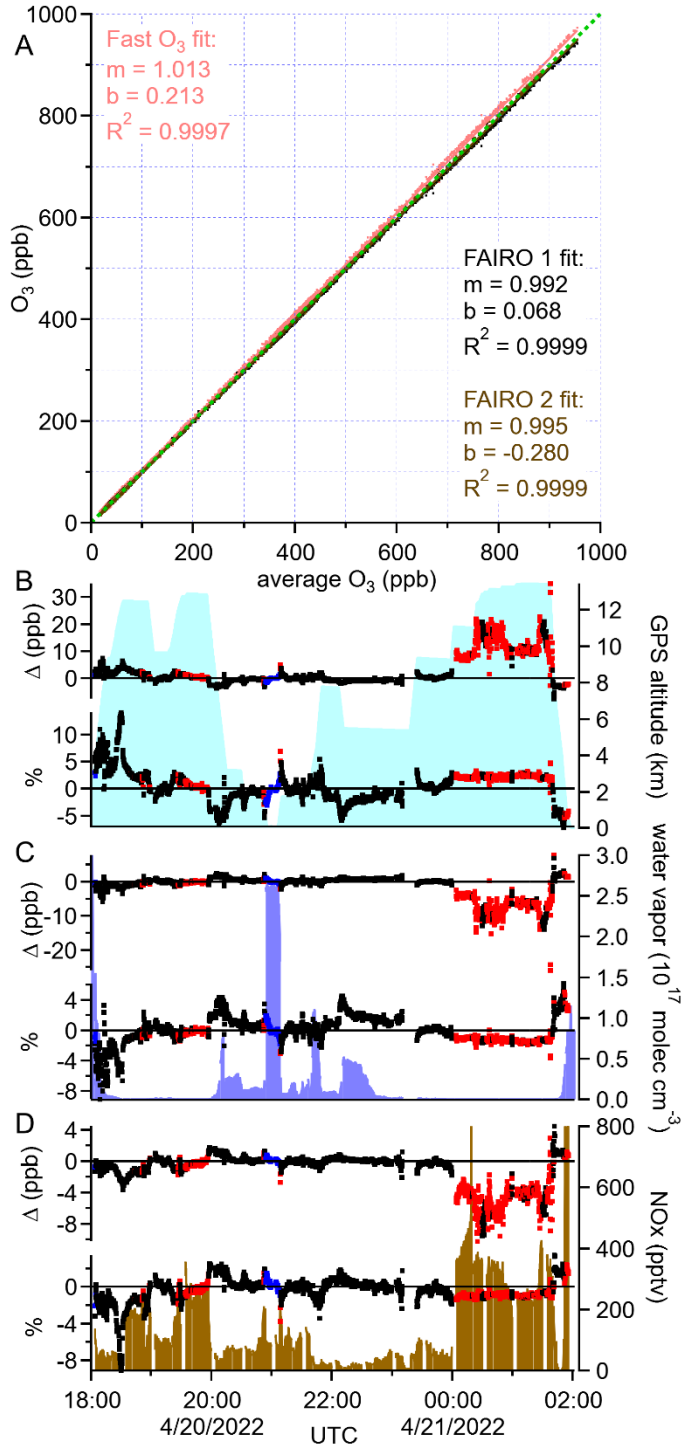 A
Fast O3 fit:
m = 1.013
b = 0.213
R2 = 0.9997
FAIRO 1 fit:
m = 0.992
b = 0.068
R2 = 0.9999
FAIRO 2 fit:
m = 0.995
b = -0.280
R2 = 0.9999
O3 (ppb)
1000
800
600
400
200
0
0 200 400 600 800 1000
average O3 (ppb)
B
Δ (ppb)
30
20
10
0
%
10
5
0
-5
GPS altitude (km)
12
10
8
6
4
2
0
C
Δ (ppb)
0
-10
-20
%
4
0
-4
-8
water vapor (10^17 molec cm^-3)
3.0
2.5
2.0
1.5
1.0
0.5
0.0
D
Δ (ppb)
4
0
-4
-8
%
4
0
-4
-8
NOx (pptv)
800
600
400
200
0
18:00 20:00 22:00 00:00 02:00
4/20/2022 4/21/2022
UTC